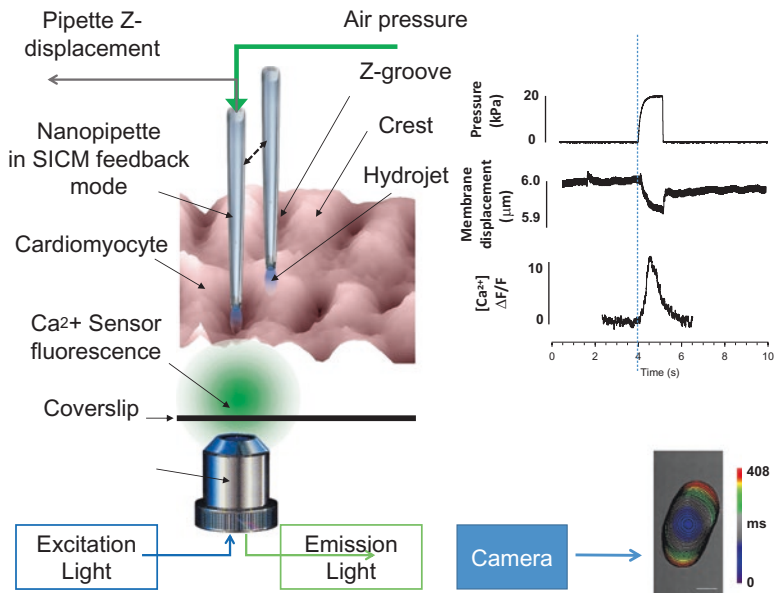 Pipette Z-
displacement
Air pressure
Z-groove
Crest
Hydrojet
Nanopipette
in SICM feedback
mode
Cardiomyocyte
Ca²+ Sensor
fluorescence
Coverslip
Excitation
Light
Emission
Light
Pressure
(kPa)
20
0
Membrane
displacement
(μm)
6.0
5.9
[Ca²⁺]
ΔF/F
10
0
0
2
4
6
8
10
Time (s)
Camera
408
ms
0